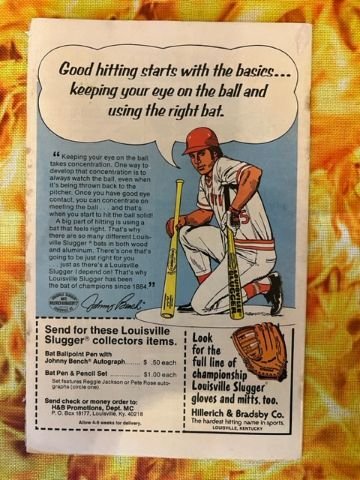 Good hitting starts with the basics...
keeping your eye on the ball and
using the right bat.
“ Keeping your eye on the ball
takes concentration. One way to
develop that concentration is to
always watch the ball, even when
it's being thrown back to the
pitcher. Once you have good eye
contact, you can concentrate on
meeting the ball . . . and that's
when you start to hit the ball solid!
A big part of hitting is using a
bat that feels right. That's why
there are so many different Louis-
ville Slugger® bats in both wood
and aluminum. There's one that's
going to be just right for you
. . . just as there's a Louisville
Slugger I depend on! That's why
Louisville Slugger has been
the bat of champions since 1884. ”
Johnny Bench
5
Send for these Louisville
Slugger® collectors items.
Bat Ballpoint Pen with
Johnny Bench® Autograph....... $ .50 each
Bat Pen & Pencil Set ............ $1.00 each
Set features Reggie Jackson or Pete Rose auto-
graphs (circle one).
Send check or money order to:
H&B Promotions, Dept. MC
P. O. Box 18177, Louisville, Ky. 40218
Allow 4-6 weeks for delivery.
Look
for the
full line of
championship
Louisville Slugger®
gloves and mitts, too.
Hillerich & Bradsby Co.
The hardest hitting name in sports.
LOUISVILLE, KENTUCKY